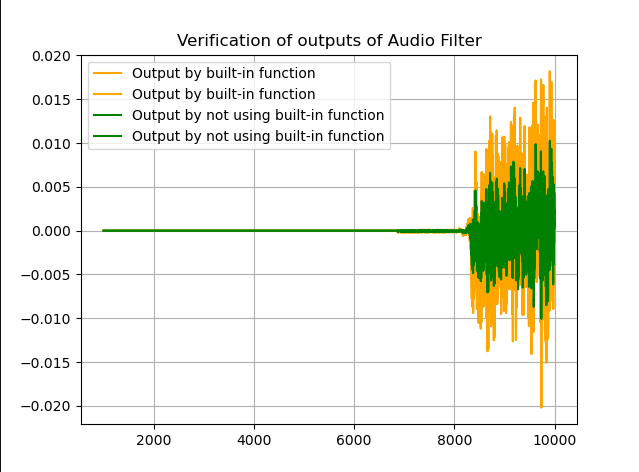 Verification of outputs of Audio Filter
Output by built-in function
Output by built-in function
Output by not using built-in function
Output by not using built-in function
0.020
0.015
0.010
0.005
0.000
−0.005
−0.010
−0.015
−0.020
2000 4000 6000 8000 10000